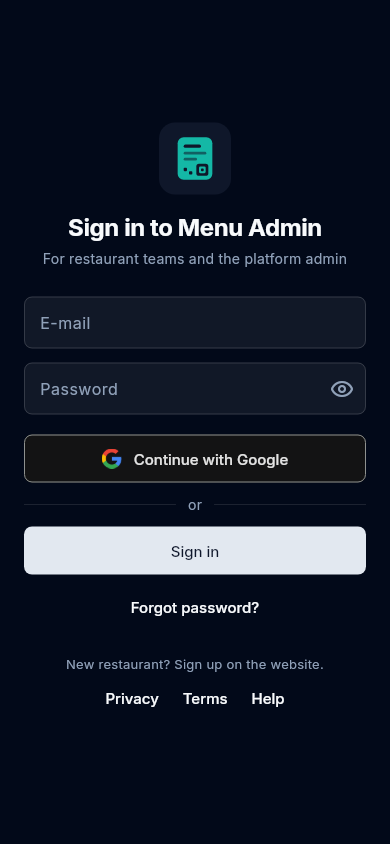 Sign in to Menu Admin
For restaurant teams and the platform admin
E-mail
Password
Continue with Google
or
Sign in
Forgot password?
New restaurant? Sign up on the website.
Privacy Terms Help